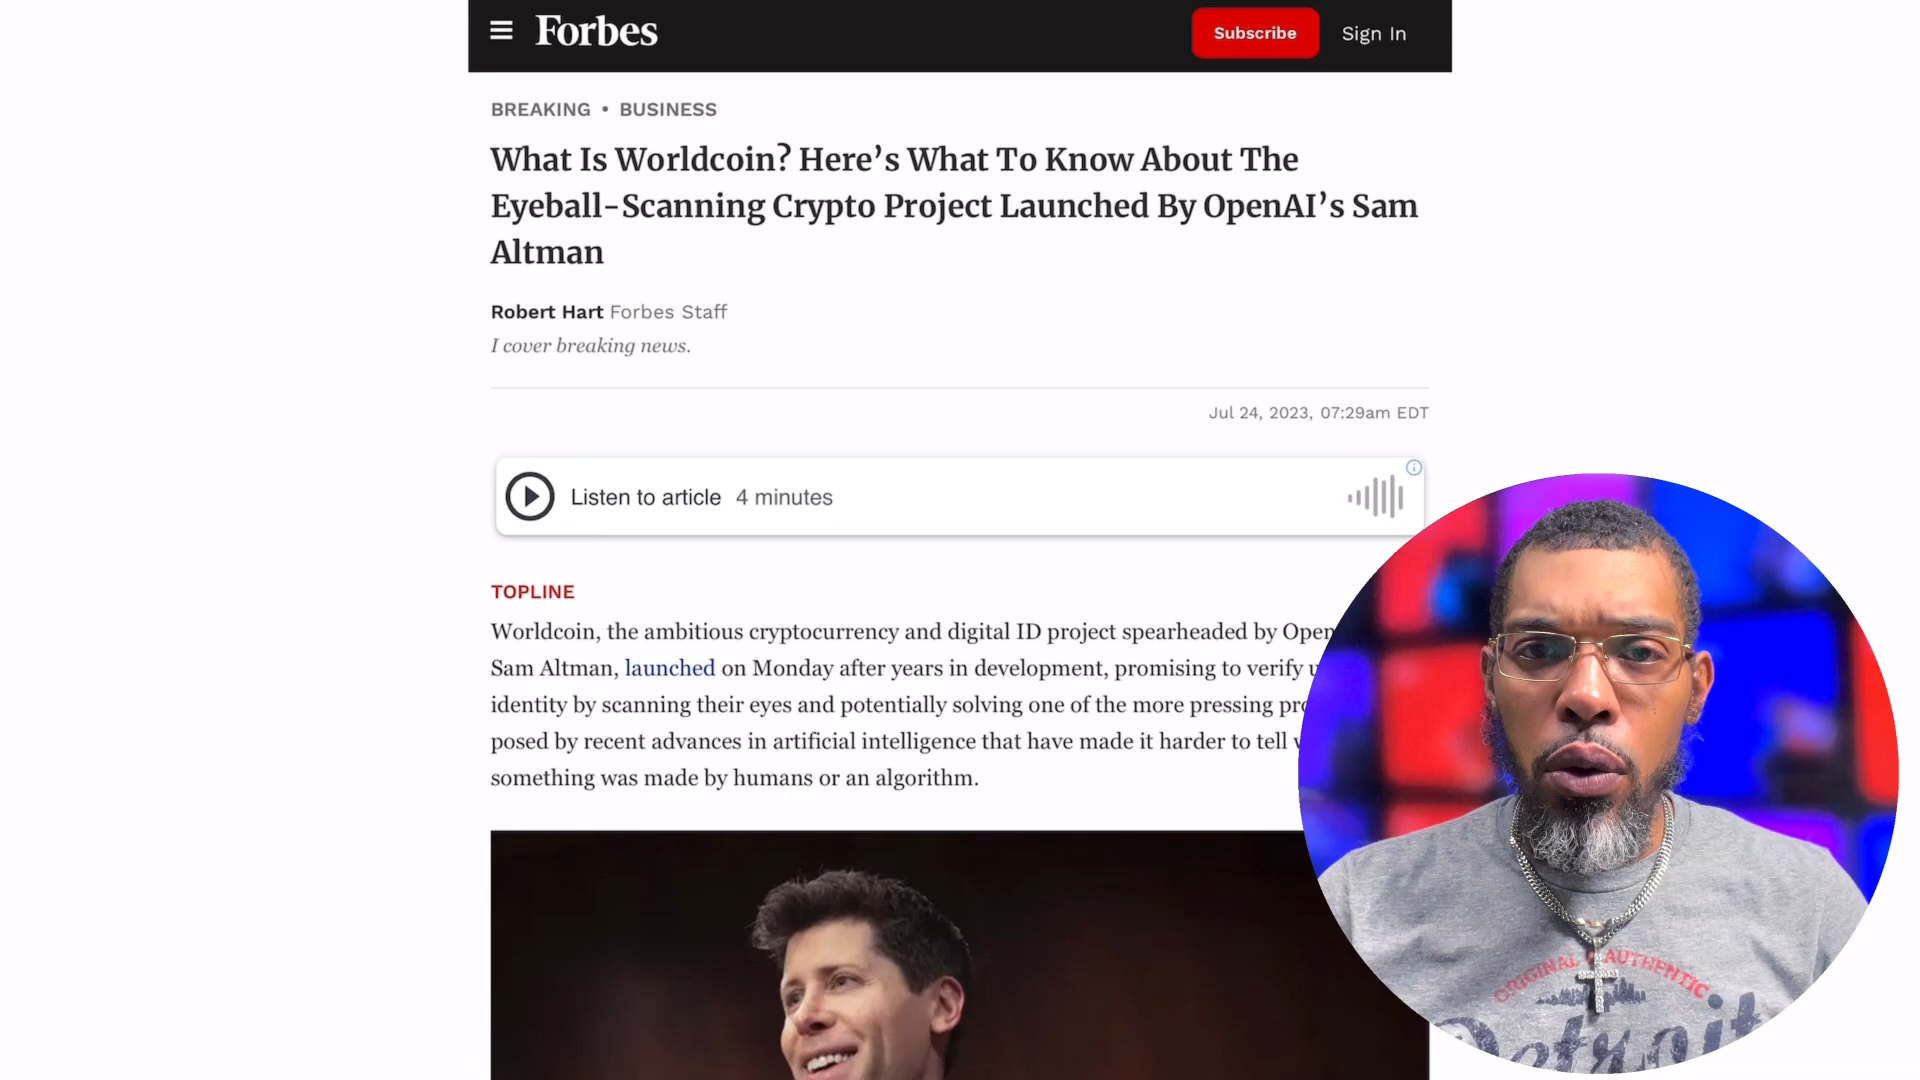 Forbes
Subscribe
Sign In
BREAKING • BUSINESS
What Is Worldcoin? Here’s What To Know About The
Eyeball-Scanning Crypto Project Launched By OpenAI’s Sam
Altman
Robert Hart Forbes Staff
I cover breaking news.
Jul 24, 2023, 07:29am EDT
Listen to article 4 minutes
TOPLINE
Worldcoin, the ambitious cryptocurrency and digital ID project spearheaded by Open
Sam Altman, launched on Monday after years in development, promising to verify
identity by scanning their eyes and potentially solving one of the more pressing
posed by recent advances in artificial intelligence that have made it harder to tell
something was made by humans or an algorithm.
ORIGINAL AUTHENTIC
Detroit